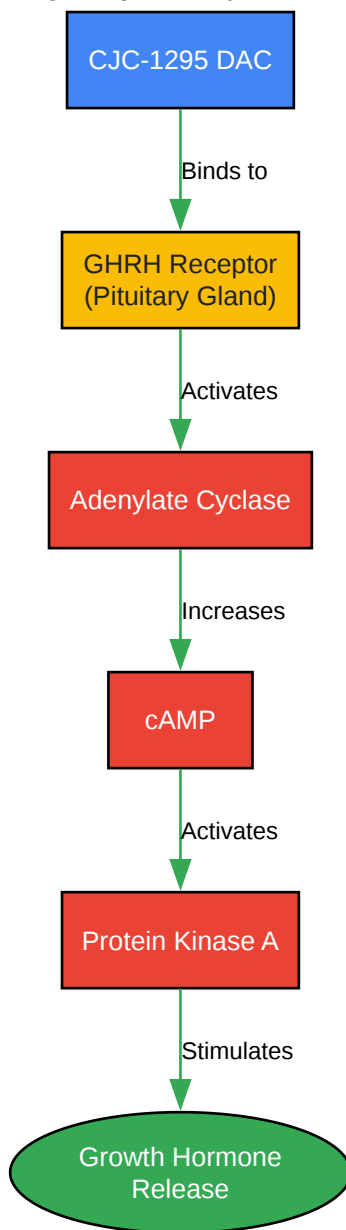 CJC-1295 DAC
Binds to
GHRH Receptor
(Pituitary Gland)
Activates
Adenylate Cyclase
Increases
cAMP
Activates
Protein Kinase A
Stimulates
Growth Hormone
Release